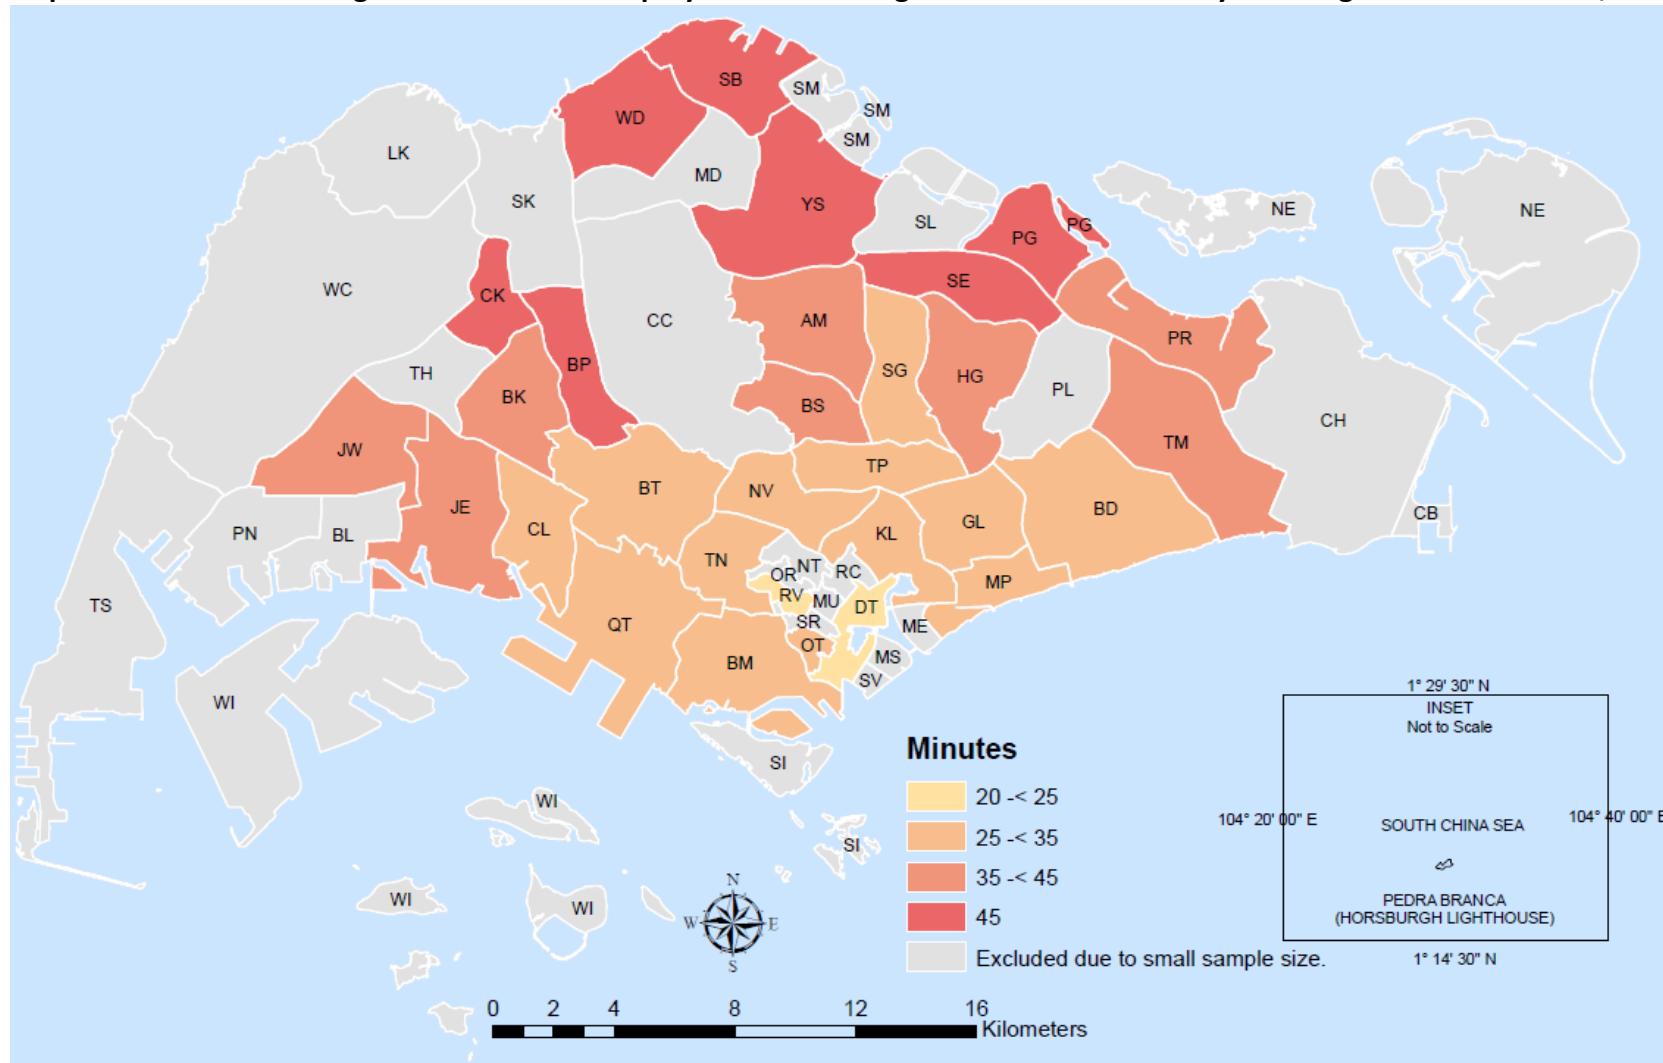 SB
SM
WD
SM
SM
LK
MD
SK
YS
SL
NE
NE
PG
PG
WC
CK
SE
CC
AM
PR
TH
BP
SG
HG
PL
BK
BS
CH
JW
TM
TP
BT
NV
JE
BD
CL
KL
GL
CB
PN
BL
TN
NT
RC
OR
MP
RV
MU
DT
TS
SR
QT
ME
OT
BM
MS
SV
WI
SI
WI
SI
WI
WI
Minutes
20 -< 25
25 -< 35
35 -< 45
45
Excluded due to small sample size.
N
W
E
S
0 2 4 8 12 16
Kilometers
1° 29' 30" N
INSET
Not to Scale
104° 20' 00" E
104° 40' 00" E
SOUTH CHINA SEA
PEDRA BRANCA
(HORSBURGH LIGHTHOUSE)
1° 14' 30" N